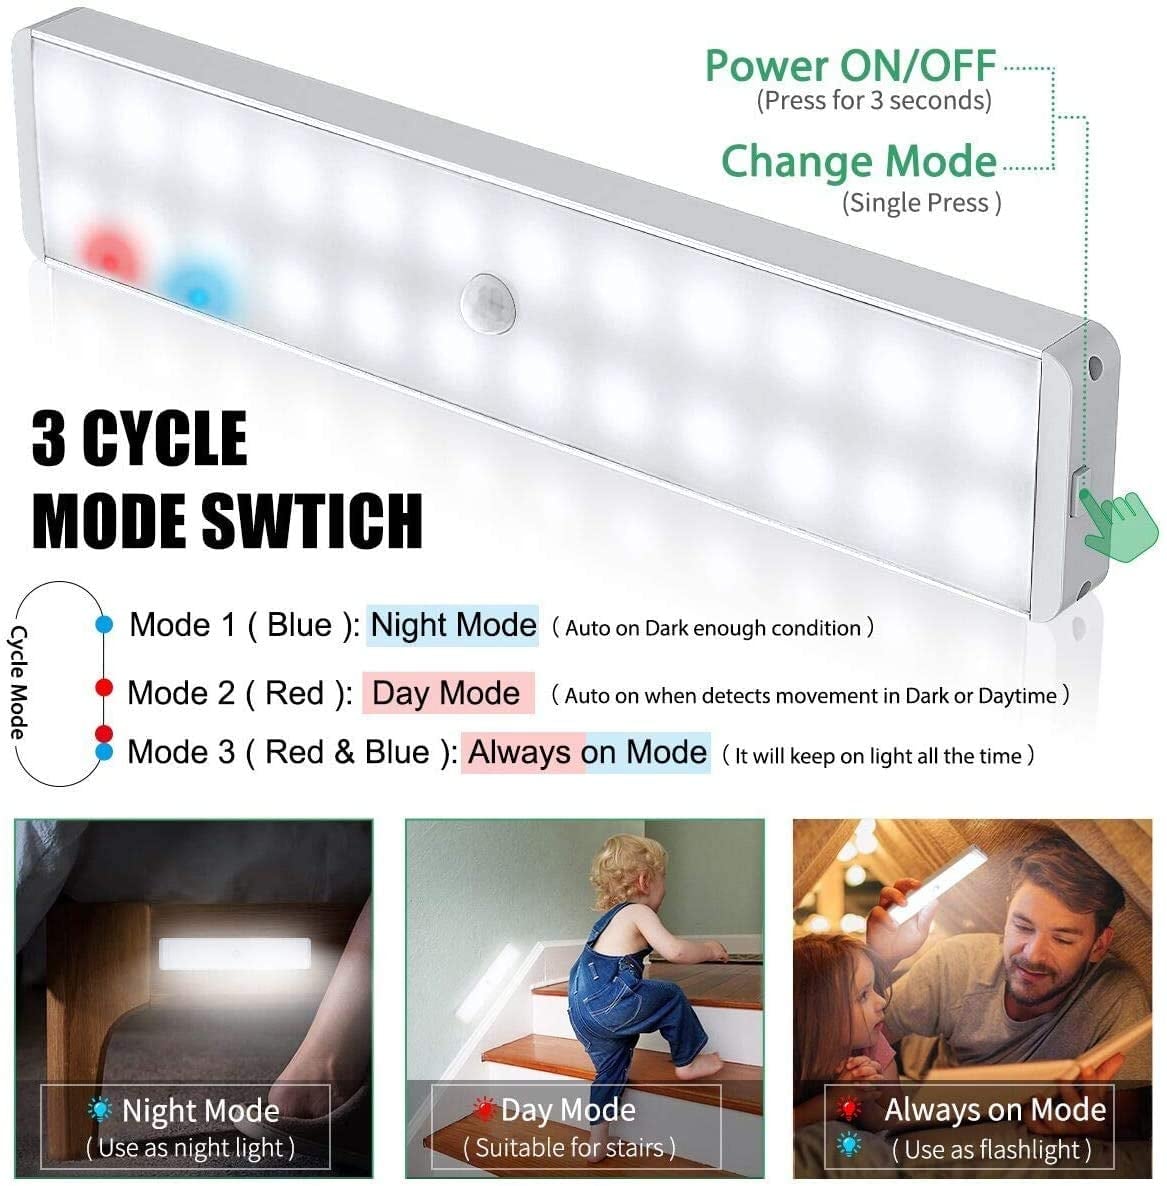 Power ON/OFF
(Press for 3 seconds)
Change Mode
(Single Press )
3 CYCLE
MODE SWTICH
Cycle Mode
Mode 1 ( Blue ): Night Mode ( Auto on Dark enough condition )
Mode 2 ( Red ): Day Mode ( Auto on when detects movement in Dark or Daytime )
Mode 3 ( Red & Blue ): Always on Mode ( It will keep on light all the time )
Night Mode
( Use as night light )
Day Mode
( Suitable for stairs )
Always on Mode
( Use as flashlight )